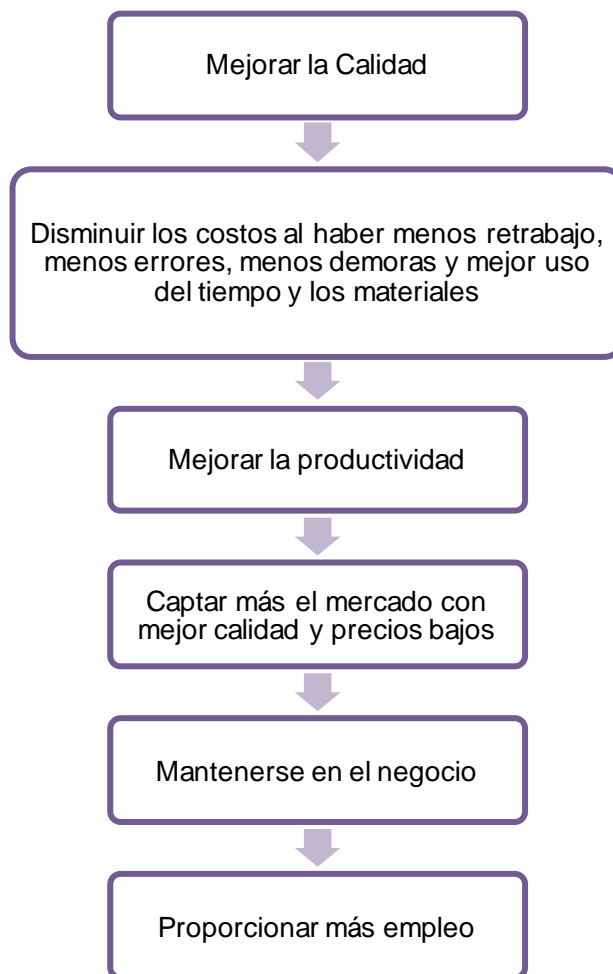 Mejorar la Calidad
Disminuir los costos al haber menos retrabajo,
menos errores, menos demoras y mejor uso
del tiempo y los materiales
Mejorar la productividad
Captar más el mercado con
mejor calidad y precios bajos
Mantenerse en el negocio
Proporcionar más empleo